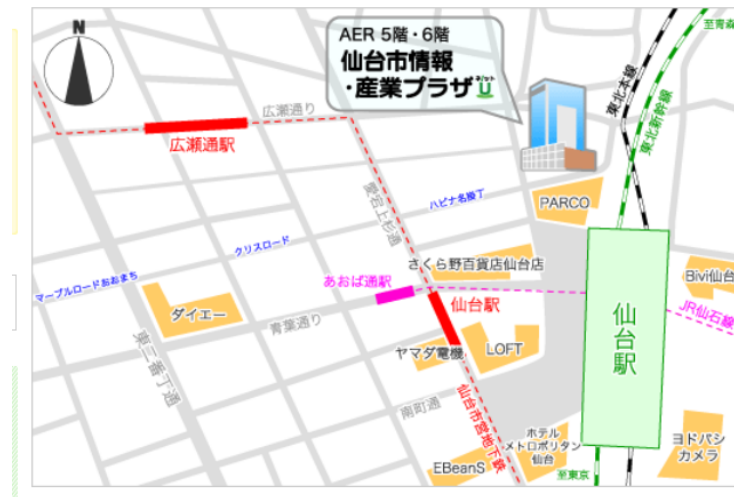 N
AER 5階・6階
仙台市情報
・産業プラザ
ネット
U
至青森
東北本線
東北新幹線
広瀬通り
広瀬通駅
愛宕上杉通
ハピナ名掛丁
PARCO
クリスロード
さくら野百貨店仙台店
あおば通駅
マーブルロードおおまち
Bivi仙台
ダイエー
仙台駅
仙台駅
JR仙石線
青葉通り
ヤマダ電機
LOFT
東二番丁通
南町通
仙台市営地下鉄
ホテル
メトロポリタン
仙台
ヨドバシ
カメラ
EBeanS
至東京